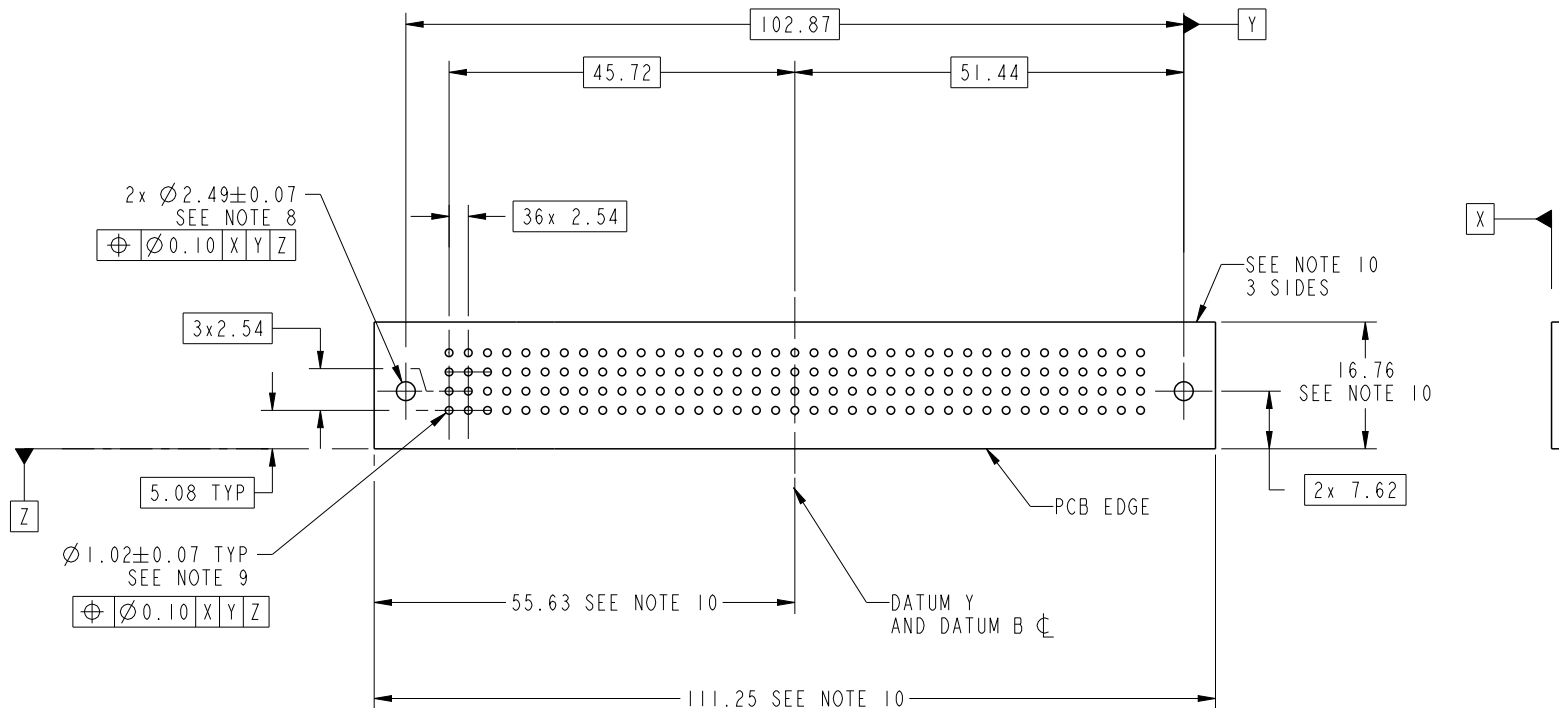 102.87
Y
45.72
51.44
2x Ø2.49±0.07
SEE NOTE 8
⌖ Ø0.10 X Y Z
36x 2.54
X
SEE NOTE 10
3 SIDES
3x2.54
16.76
SEE NOTE 10
5.08 TYP
2x 7.62
Z
PCB EDGE
Ø1.02±0.07 TYP
SEE NOTE 9
⌖ Ø0.10 X Y Z
55.63 SEE NOTE 10
DATUM Y
AND DATUM B ℄
111.25 SEE NOTE 10